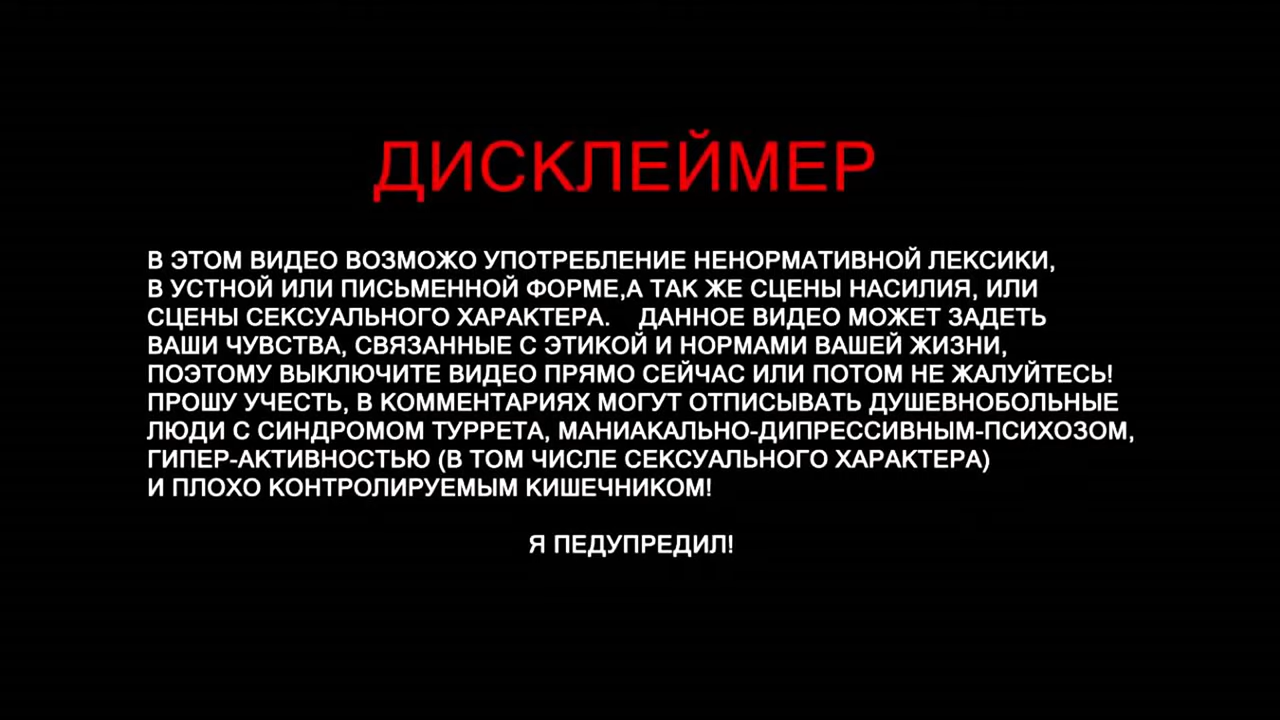 ДИСКЛЕЙМЕР
В ЭТОМ ВИДЕО ВОЗМОЖО УПОТРЕБЛЕНИЕ НЕНОРМАТИВНОЙ ЛЕКСИКИ,
В УСТНОЙ ИЛИ ПИСЬМЕННОЙ ФОРМЕ,А ТАК ЖЕ СЦЕНЫ НАСИЛИЯ, ИЛИ
СЦЕНЫ СЕКСУАЛЬНОГО ХАРАКТЕРА. ДАННОЕ ВИДЕО МОЖЕТ ЗАДЕТЬ
ВАШИ ЧУВСТВА, СВЯЗАННЫЕ С ЭТИКОЙ И НОРМАМИ ВАШЕЙ ЖИЗНИ,
ПОЭТОМУ ВЫКЛЮЧИТЕ ВИДЕО ПРЯМО СЕЙЧАС ИЛИ ПОТОМ НЕ ЖАЛУЙТЕСЬ!
ПРОШУ УЧЕСТЬ, В КОММЕНТАРИЯХ МОГУТ ОТПИСЫВАТЬ ДУШЕВНОБОЛЬНЫЕ
ЛЮДИ С СИНДРОМОМ ТУРРЕТА, МАНИАКАЛЬНО-ДИПРЕССИВНЫМ-ПСИХОЗОМ,
ГИПЕР-АКТИВНОСТЬЮ (В ТОМ ЧИСЛЕ СЕКСУАЛЬНОГО ХАРАКТЕРА)
И ПЛОХО КОНТРОЛИРУЕМЫМ КИШЕЧНИКОМ!
Я ПЕДУПРЕДИЛ!